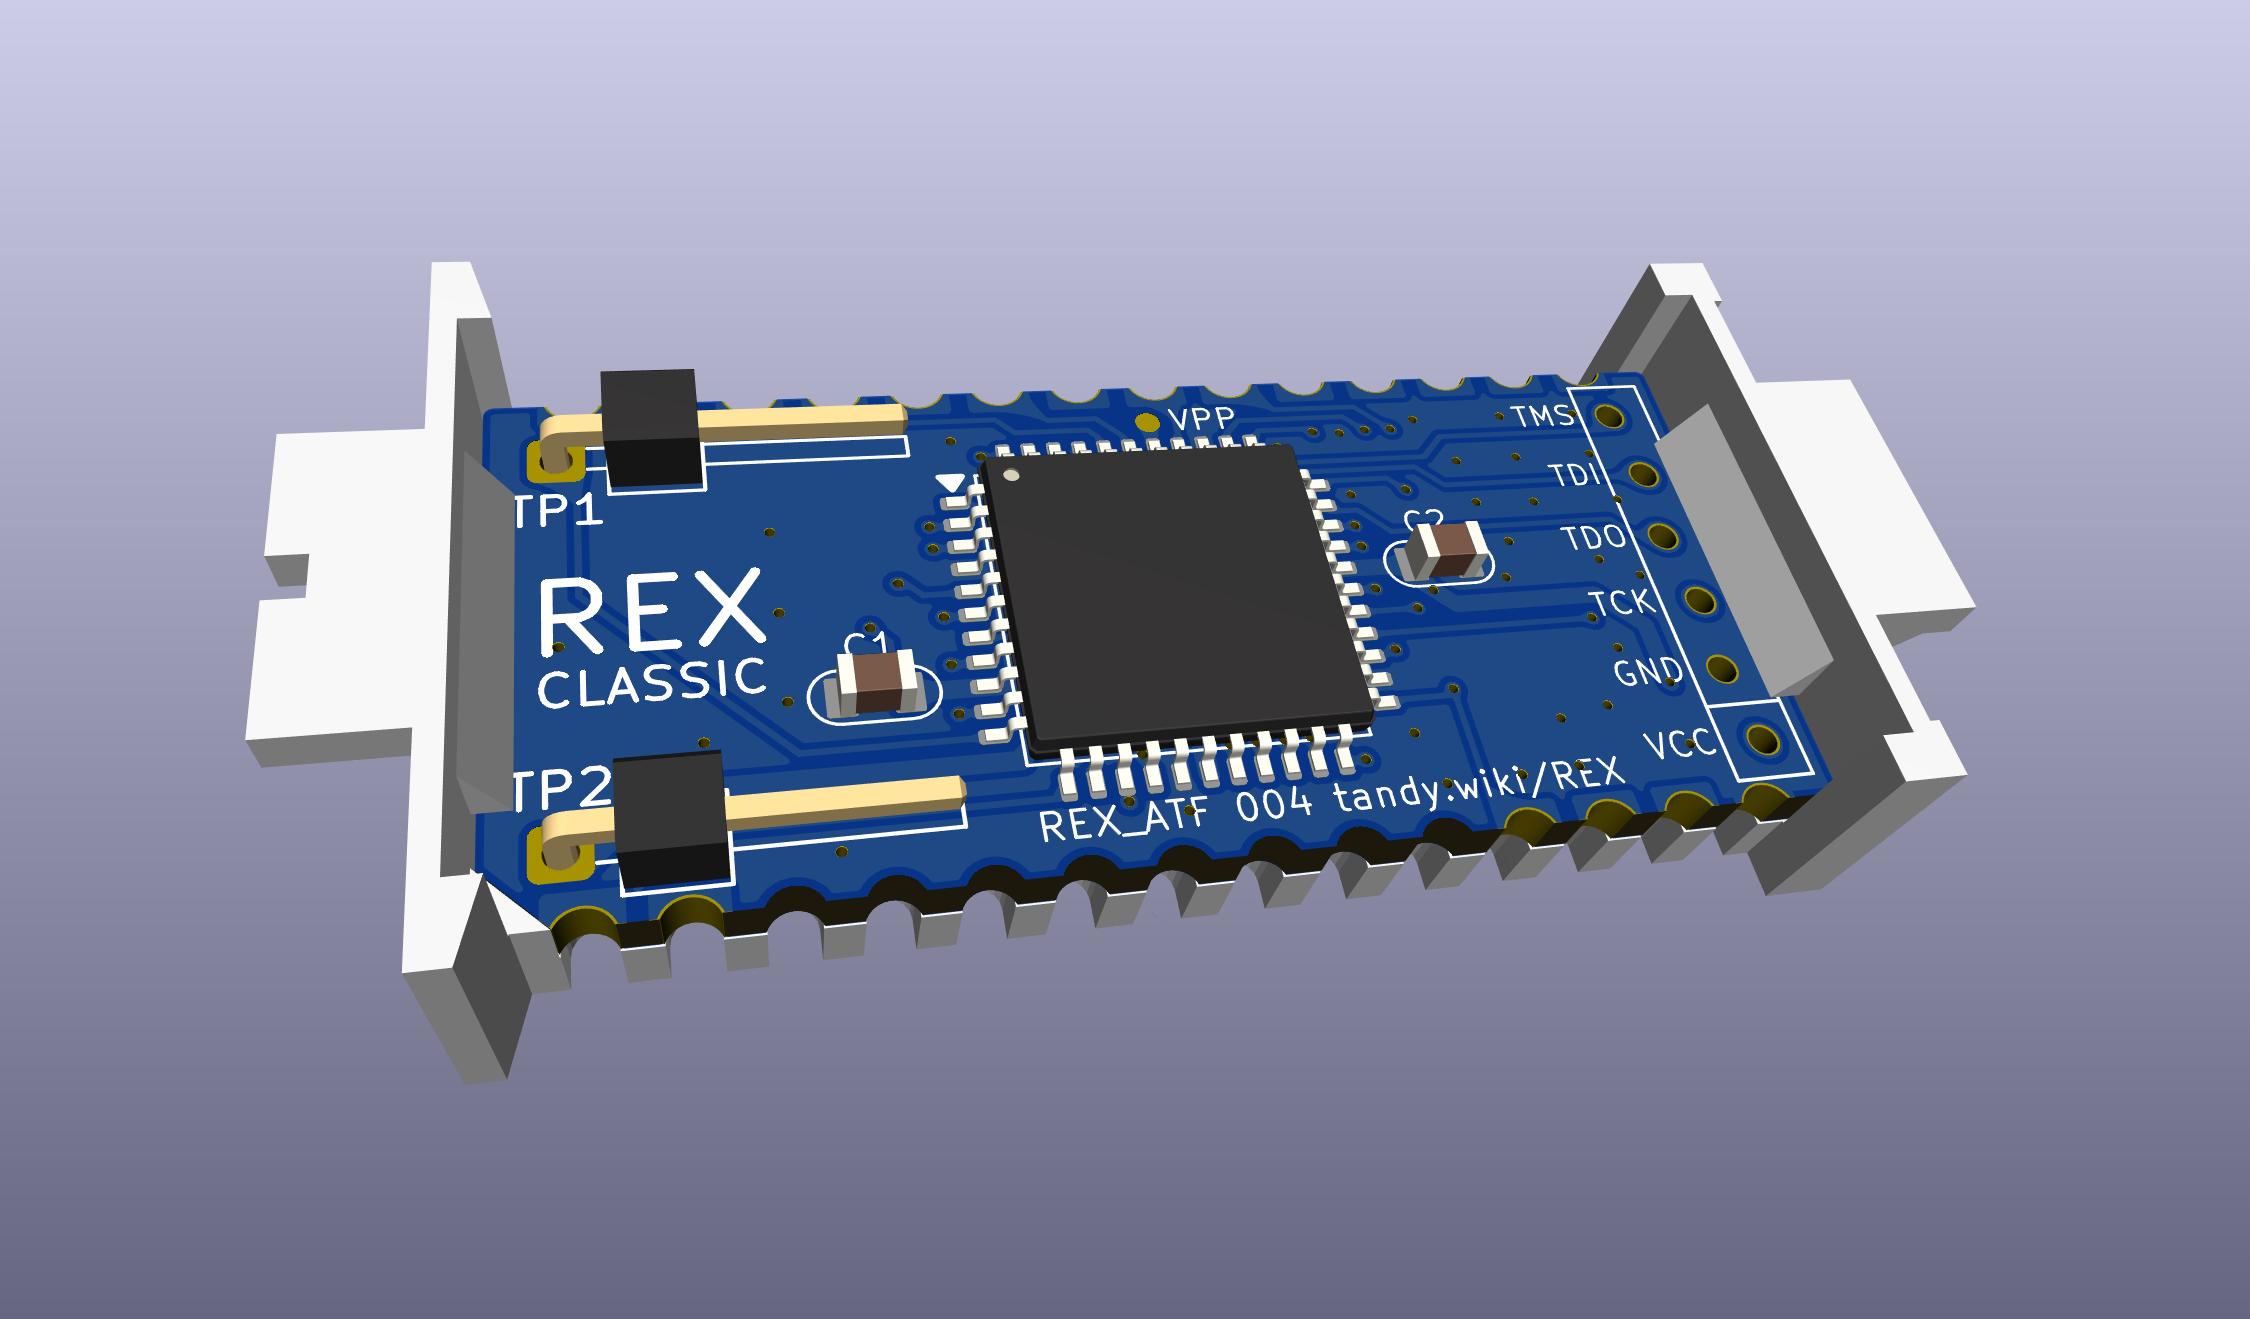 VPP
TMS
TDI
TP1
C2
TDO
REX
CLASSIC
TCK
C1
GND
VCC
TP2
REX_ATF 004 tandy.wiki/REX